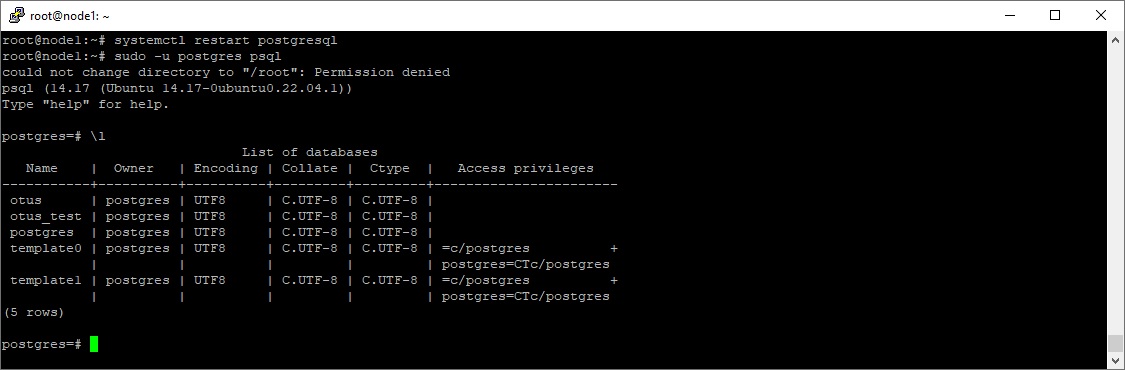 root@node1: ~
root@node1:~# systemctl restart postgresql
root@node1:~# sudo -u postgres psql
could not change directory to "/root": Permission denied
psql (14.17 (Ubuntu 14.17-0ubuntu0.22.04.1))
Type "help" for help.

postgres=# \l
                              List of databases
   Name    |  Owner   | Encoding | Collate |  Ctype  |   Access privileges
-----------+----------+----------+---------+---------+-----------------------
 otus      | postgres | UTF8     | C.UTF-8 | C.UTF-8 |
 otus_test | postgres | UTF8     | C.UTF-8 | C.UTF-8 |
 postgres  | postgres | UTF8     | C.UTF-8 | C.UTF-8 |
 template0 | postgres | UTF8     | C.UTF-8 | C.UTF-8 | =c/postgres          +
           |          |          |         |         | postgres=CTc/postgres
 template1 | postgres | UTF8     | C.UTF-8 | C.UTF-8 | =c/postgres          +
           |          |          |         |         | postgres=CTc/postgres
(5 rows)

postgres=#